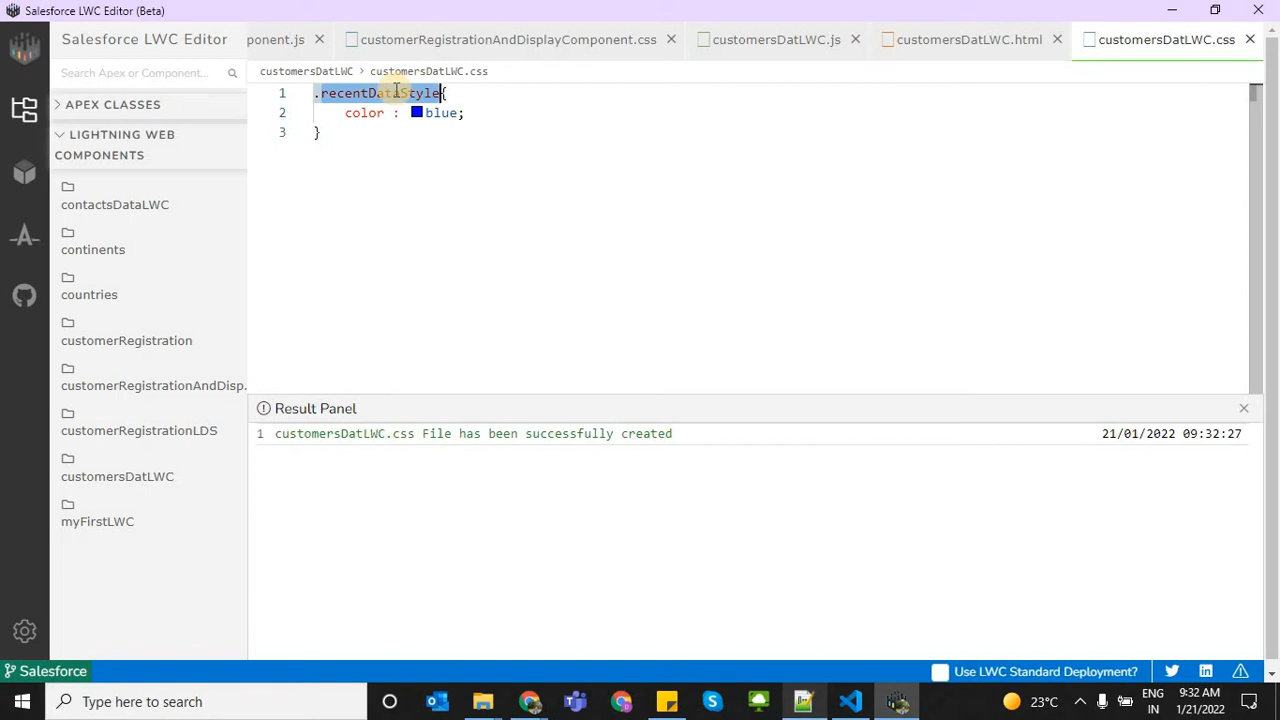 Salesforce LWC Editor (Beta)
Salesforce LWC Editor
ponent.js
customerRegistrationAndDisplayComponent.css
customersDatLWC.js
customersDatLWC.html
customersDatLWC.css
Search Apex or Component...
customersDatLWC > customersDatLWC.css
APEX CLASSES
LIGHTNING WEB
COMPONENTS
contactsDataLWC
continents
countries
customerRegistration
customerRegistrationAndDisp.
customerRegistrationLDS
customersDatLWC
myFirstLWC
1 .recentDataStyle{
2 color : blue;
3 }
Result Panel
1 customersDatLWC.css File has been successfully created 21/01/2022 09:32:27
Salesforce
Use LWC Standard Deployment?
Type here to search
23°C
ENG
IN
9:32 AM
1/21/2022